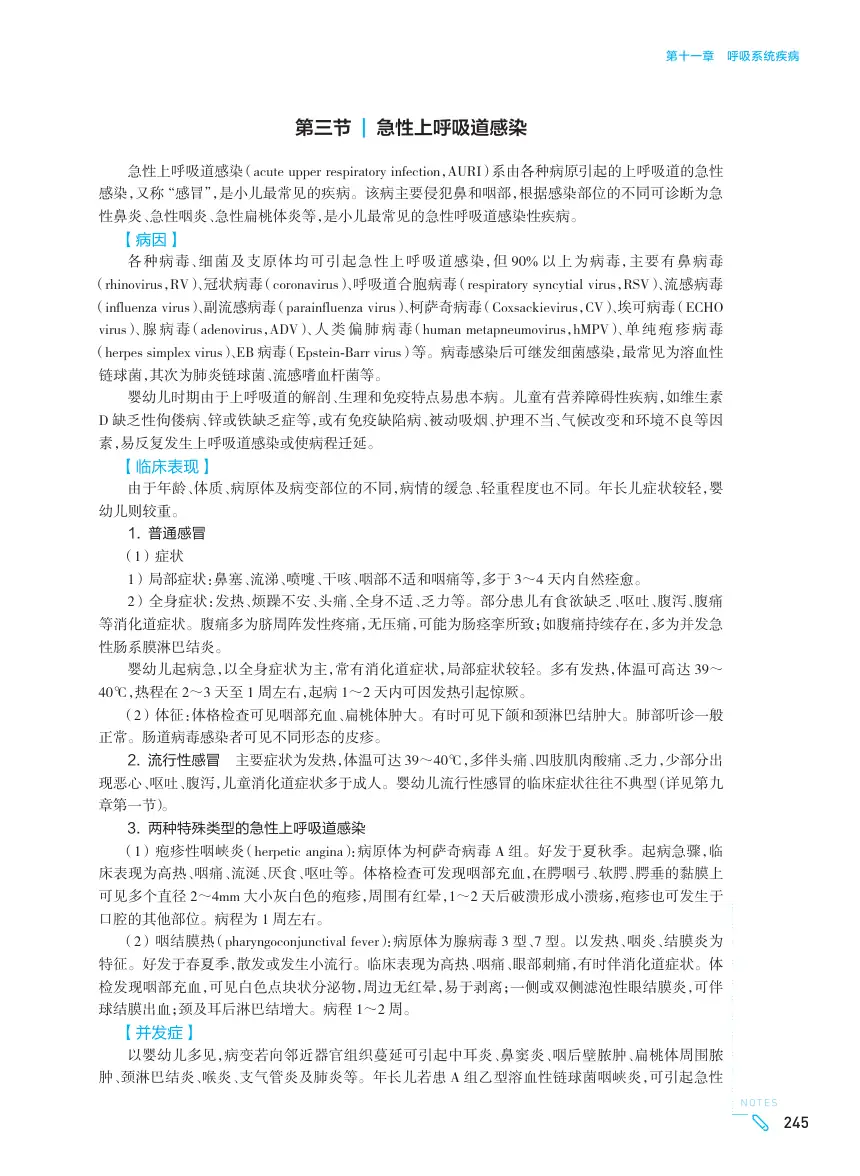 第十一章 呼吸系统疾病
第三节 | 急性上呼吸道感染
急性上呼吸道感染（acute upper respiratory infection，AURI）系由各种病原引起的上呼吸道的急性
感染，又称“感冒”，是小儿最常见的疾病。该病主要侵犯鼻和咽部，根据感染部位的不同可诊断为急
性鼻炎、急性咽炎、急性扁桃体炎等，是小儿最常见的急性呼吸道感染性疾病。
【病因】
各种病毒、细菌及支原体均可引起急性上呼吸道感染，但 90% 以上为病毒，主要有鼻病毒
（rhinovirus，RV）、冠状病毒（coronavirus）、呼吸道合胞病毒（respiratory syncytial virus，RSV）、流感病毒
（influenza virus）、副流感病毒（parainfluenza virus）、柯萨奇病毒（Coxsackievirus，CV）、埃可病毒（ECHO
virus）、腺病毒（adenovirus，ADV）、人类偏肺病毒（human metapneumovirus，hMPV）、单纯疱疹病毒
（herpes simplex virus）、EB 病毒（Epstein-Barr virus）等。病毒感染后可继发细菌感染，最常见为溶血性
链球菌，其次为肺炎链球菌、流感嗜血杆菌等。
婴幼儿时期由于上呼吸道的解剖、生理和免疫特点易患本病。儿童有营养障碍性疾病，如维生素
D 缺乏性佝偻病、锌或铁缺乏症等，或有免疫缺陷病、被动吸烟、护理不当、气候改变和环境不良等因
素，易反复发生上呼吸道感染或使病程迁延。
【临床表现】
由于年龄、体质、病原体及病变部位的不同，病情的缓急、轻重程度也不同。年长儿症状较轻，婴
幼儿则较重。
1. 普通感冒
（1）症状
1）局部症状：鼻塞、流涕、喷嚏、干咳、咽部不适和咽痛等，多于 3～4 天内自然痊愈。
2）全身症状：发热、烦躁不安、头痛、全身不适、乏力等。部分患儿有食欲缺乏、呕吐、腹泻、腹痛
等消化道症状。腹痛多为脐周阵发性疼痛，无压痛，可能为肠痉挛所致；如腹痛持续存在，多为并发急
性肠系膜淋巴结炎。
婴幼儿起病急，以全身症状为主，常有消化道症状，局部症状较轻。多有发热，体温可高达 39～
40℃，热程在 2～3 天至 1 周左右，起病 1～2 天内可因发热引起惊厥。
（2）体征：体格检查可见咽部充血、扁桃体肿大。有时可见下颌和颈淋巴结肿大。肺部听诊一般
正常。肠道病毒感染者可见不同形态的皮疹。
2. 流行性感冒 主要症状为发热，体温可达 39～40℃，多伴头痛、四肢肌肉酸痛、乏力，少部分出
现恶心、呕吐、腹泻，儿童消化道症状多于成人。婴幼儿流行性感冒的临床症状往往不典型（详见第九
章第一节）。
3. 两种特殊类型的急性上呼吸道感染
（1）疱疹性咽峡炎（herpetic angina）：病原体为柯萨奇病毒 A 组。好发于夏秋季。起病急骤，临
床表现为高热、咽痛、流涎、厌食、呕吐等。体格检查可发现咽部充血，在腭咽弓、软腭、腭垂的黏膜上
可见多个直径 2～4mm 大小灰白色的疱疹，周围有红晕，1～2 天后破溃形成小溃疡，疱疹也可发生于
口腔的其他部位。病程为 1 周左右。
（2）咽结膜热（pharyngoconjunctival fever）：病原体为腺病毒 3 型、7 型。以发热、咽炎、结膜炎为
特征。好发于春夏季，散发或发生小流行。临床表现为高热、咽痛、眼部刺痛，有时伴消化道症状。体
检发现咽部充血，可见白色点块状分泌物，周边无红晕，易于剥离；一侧或双侧滤泡性眼结膜炎，可伴
球结膜出血；颈及耳后淋巴结增大。病程 1～2 周。
【并发症】
以婴幼儿多见，病变若向邻近器官组织蔓延可引起中耳炎、鼻窦炎、咽后壁脓肿、扁桃体周围脓
肿、颈淋巴结炎、喉炎、支气管炎及肺炎等。年长儿若患 A 组乙型溶血性链球菌咽峡炎，可引起急性
NOTES
245